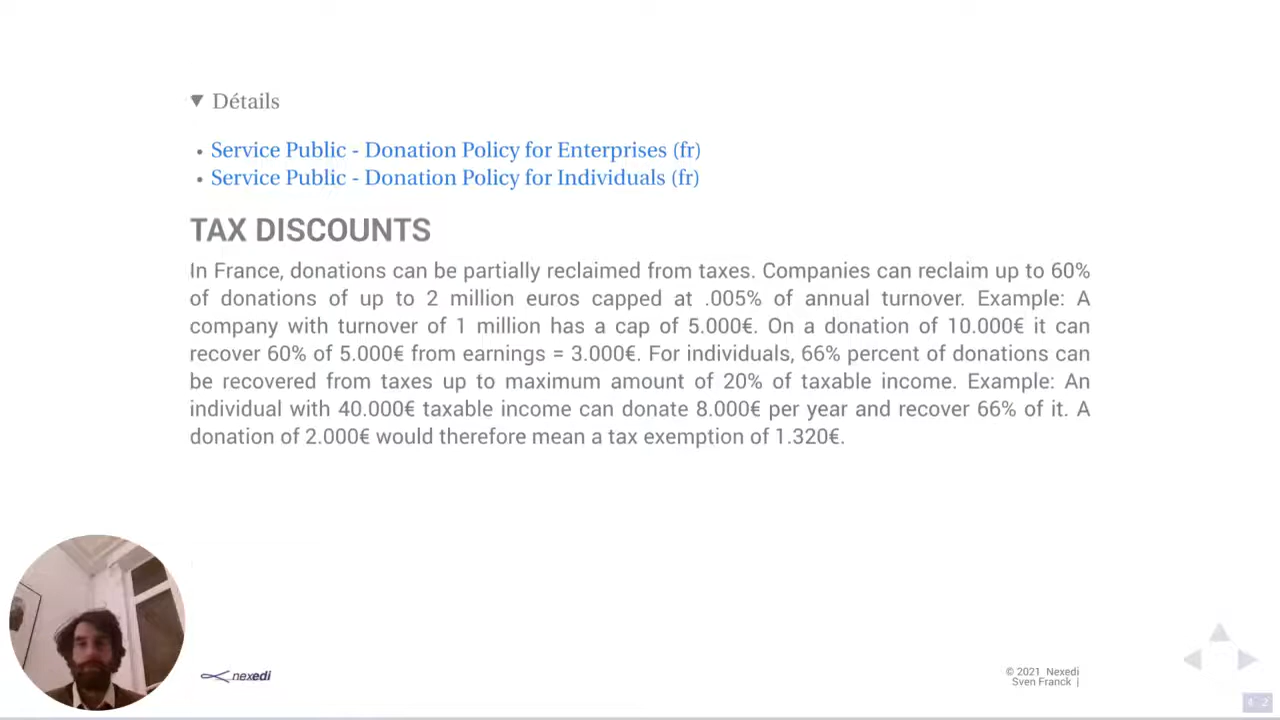 ▼ Détails
• Service Public - Donation Policy for Enterprises (fr)
• Service Public - Donation Policy for Individuals (fr)
TAX DISCOUNTS
In France, donations can be partially reclaimed from taxes. Companies can reclaim up to 60%
of donations of up to 2 million euros capped at .005% of annual turnover. Example: A
company with turnover of 1 million has a cap of 5.000€. On a donation of 10.000€ it can
recover 60% of 5.000€ from earnings = 3.000€. For individuals, 66% percent of donations can
be recovered from taxes up to maximum amount of 20% of taxable income. Example: An
individual with 40.000€ taxable income can donate 8.000€ per year and recover 66% of it. A
donation of 2.000€ would therefore mean a tax exemption of 1.320€.
nexedi
© 2021 Nexedi
Sven Franck |